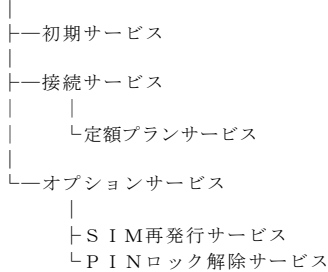 初期サービス
接続サービス
定額プランサービス
オプションサービス
ＳＩＭ再発行サービス
ＰＩＮロック解除サービス